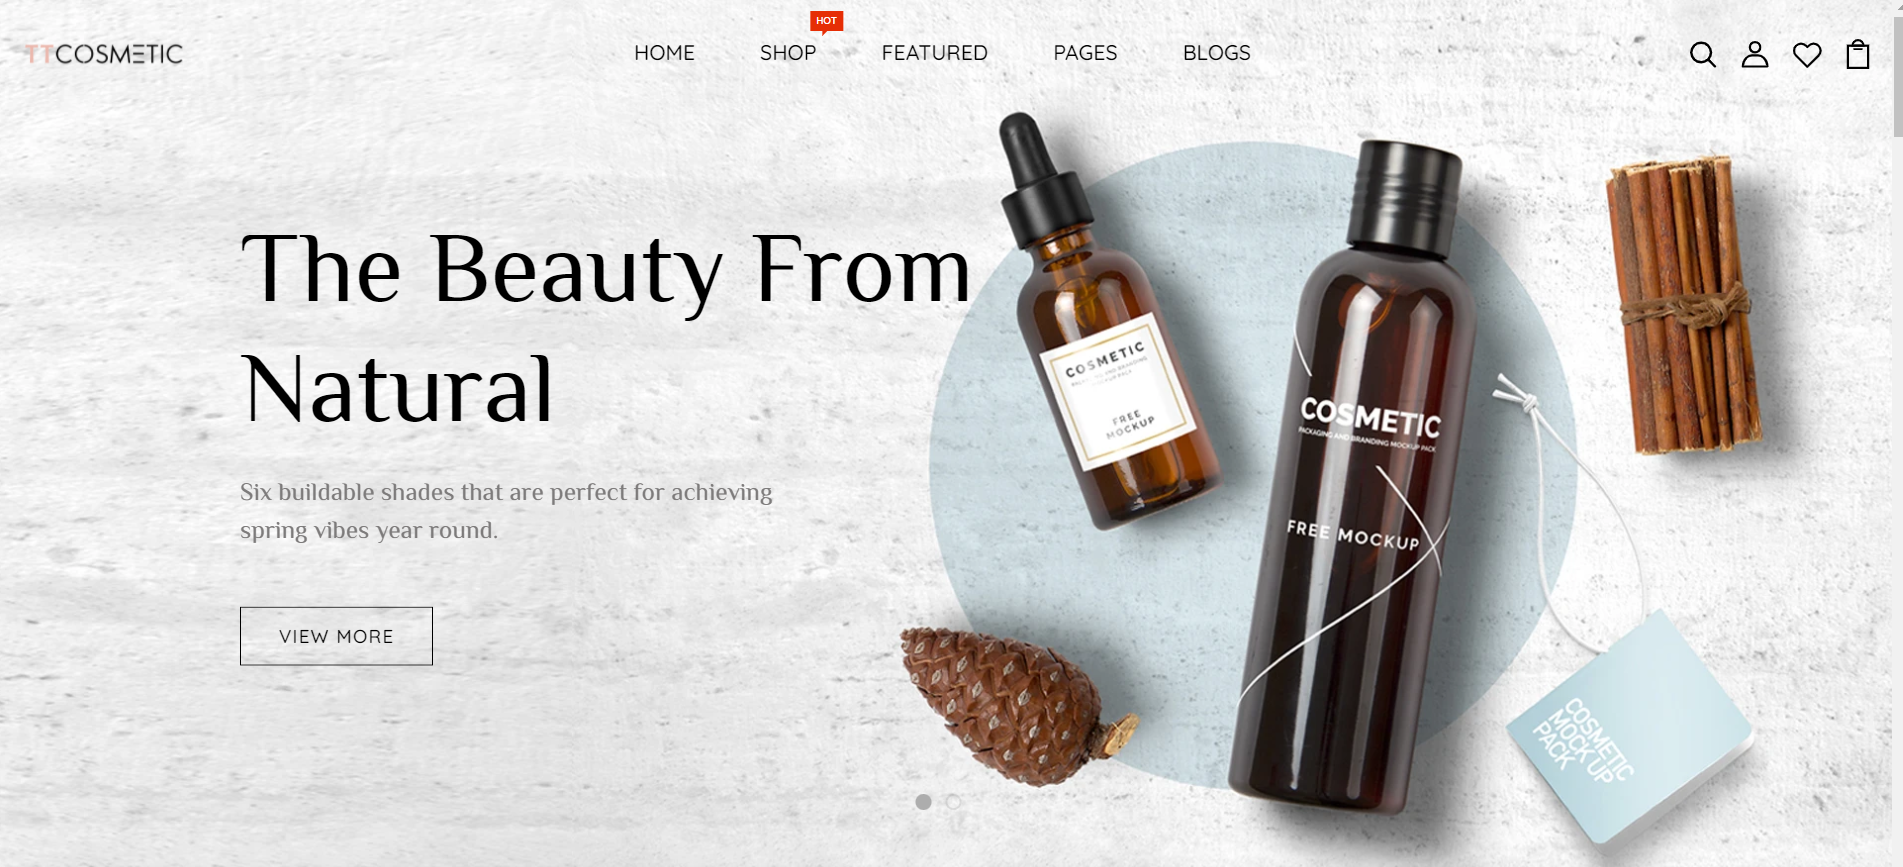 HOT
TTCOSMETIC
HOME SHOP FEATURED PAGES BLOGS
The Beauty From
Natural
Six buildable shades that are perfect for achieving
spring vibes year round.
VIEW MORE
COSMETIC
FREE
MOCKUP
COSMETIC
PACKAGING AND BRANDING MOCKUP PACK
FREE MOCKUP
COSMETIC
MOCK UP
PACK